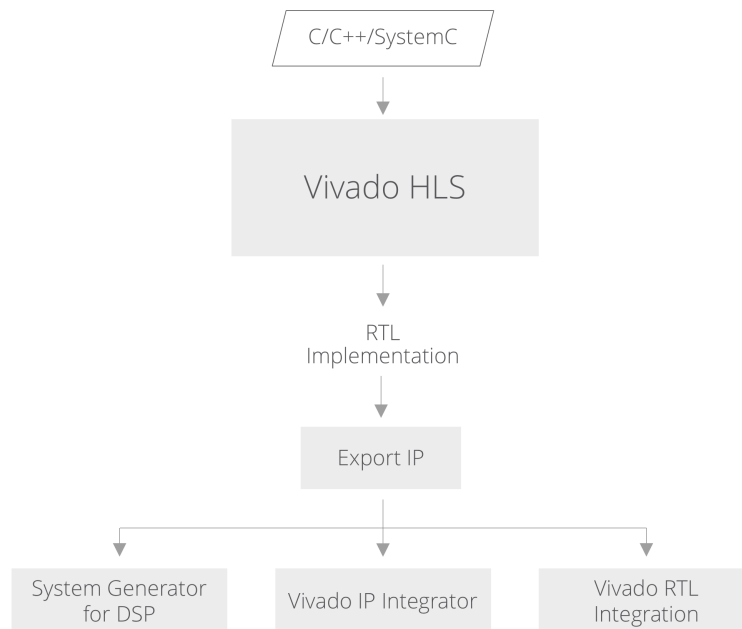 C/C++/SystemC
Vivado HLS
RTL
Implementation
Export IP
System Generator
for DSP
Vivado IP Integrator
Vivado RTL
Integration